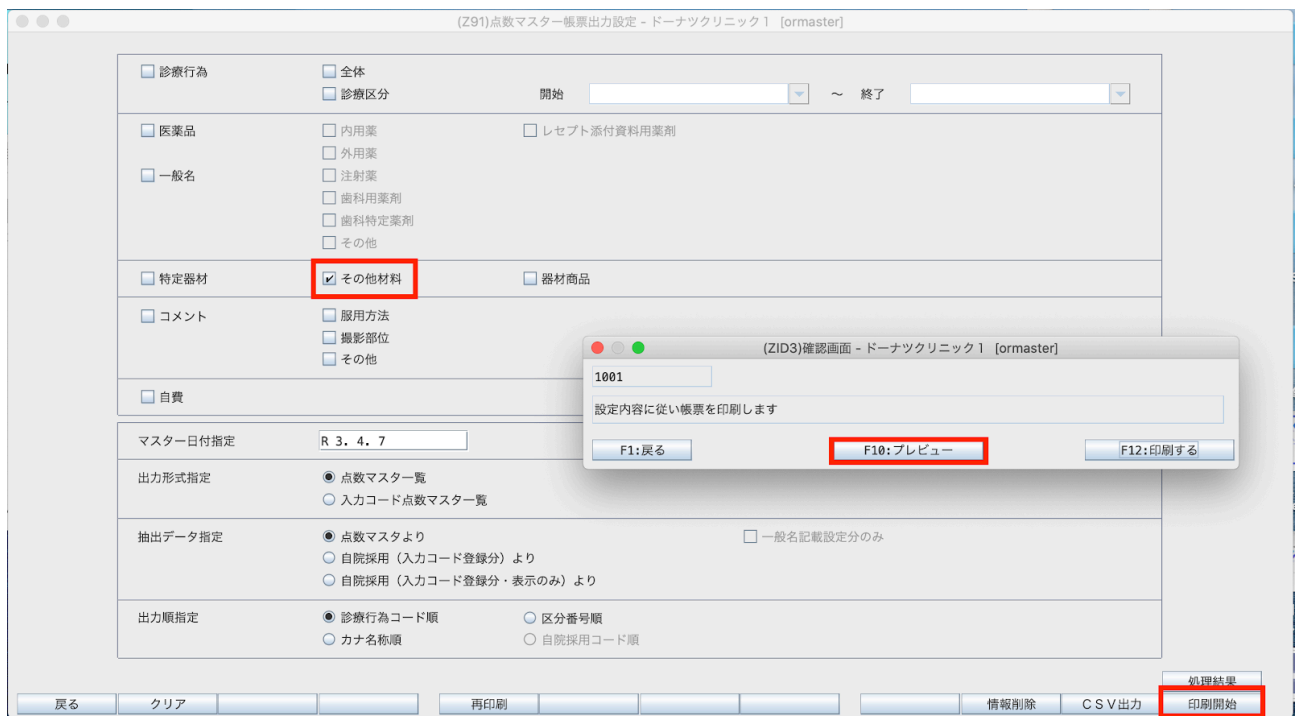 (Z91)点数マスター帳票出力設定 – ドーナツクリニック1 [ormaster]
診療行為 全体
診療区分 開始 ～ 終了
医薬品 内用薬 レセプト添付資料用薬剤
外用薬
一般名 注射薬
歯科用薬剤
歯科特定薬剤
その他
特定器材 その他材料 器材商品
コメント 服用方法
撮影部位
その他
自費
(ZID3)確認画面 – ドーナツクリニック1 [ormaster]
1001
設定内容に従い帳票を印刷します
F1:戻る F10:プレビュー F12:印刷する
マスター日付指定 R 3. 4. 7
出力形式指定 点数マスタ一覧
入力コード点数マスタ一覧
抽出データ指定 点数マスタより 一般名記載設定分のみ
自院採用（入力コード登録分）より
自院採用（入力コード登録分・表示のみ）より
出力順指定 診療行為コード順 区分番号順
カナ名称順 自院採用コード順
処理結果
戻る クリア 再印刷 情報削除 CSV出力 印刷開始